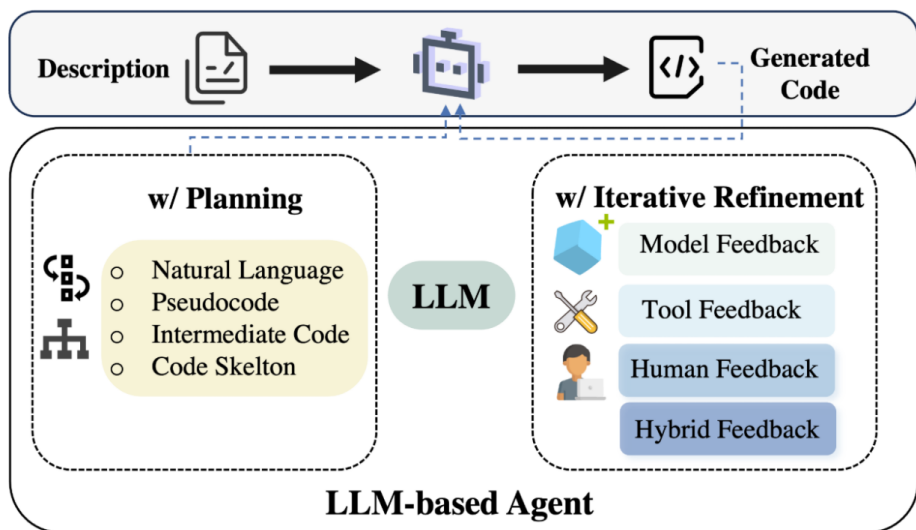 Description
</>
Generated
Code
w/ Planning
Natural Language
Pseudocode
Intermediate Code
Code Skelton
LLM
w/ Iterative Refinement
Model Feedback
Tool Feedback
Human Feedback
Hybrid Feedback
LLM-based Agent